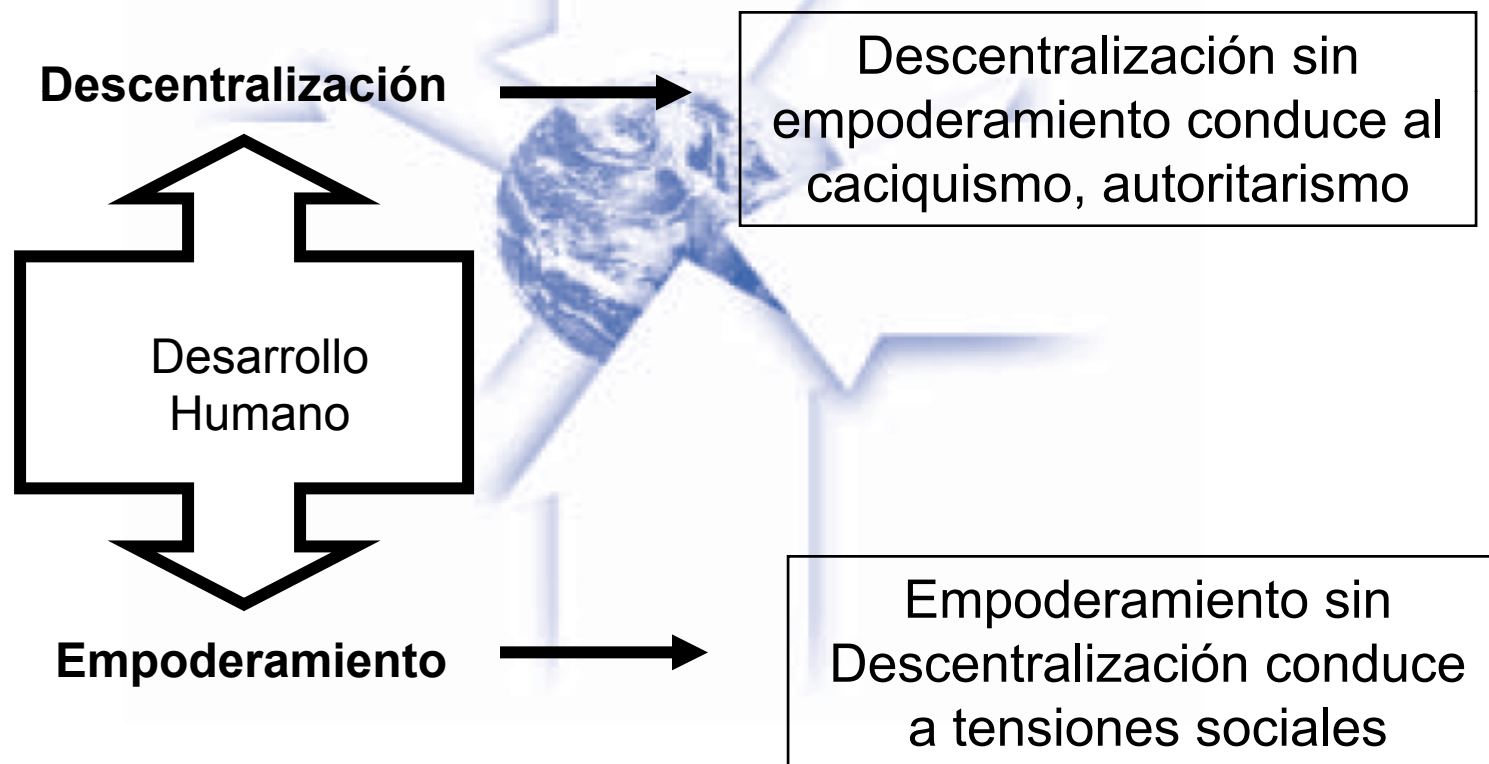 Descentralización
Descentralización sin
empoderamiento conduce al
caciquismo, autoritarismo
Desarrollo
Humano
Empoderamiento
Empoderamiento sin
Descentralización conduce
a tensiones sociales